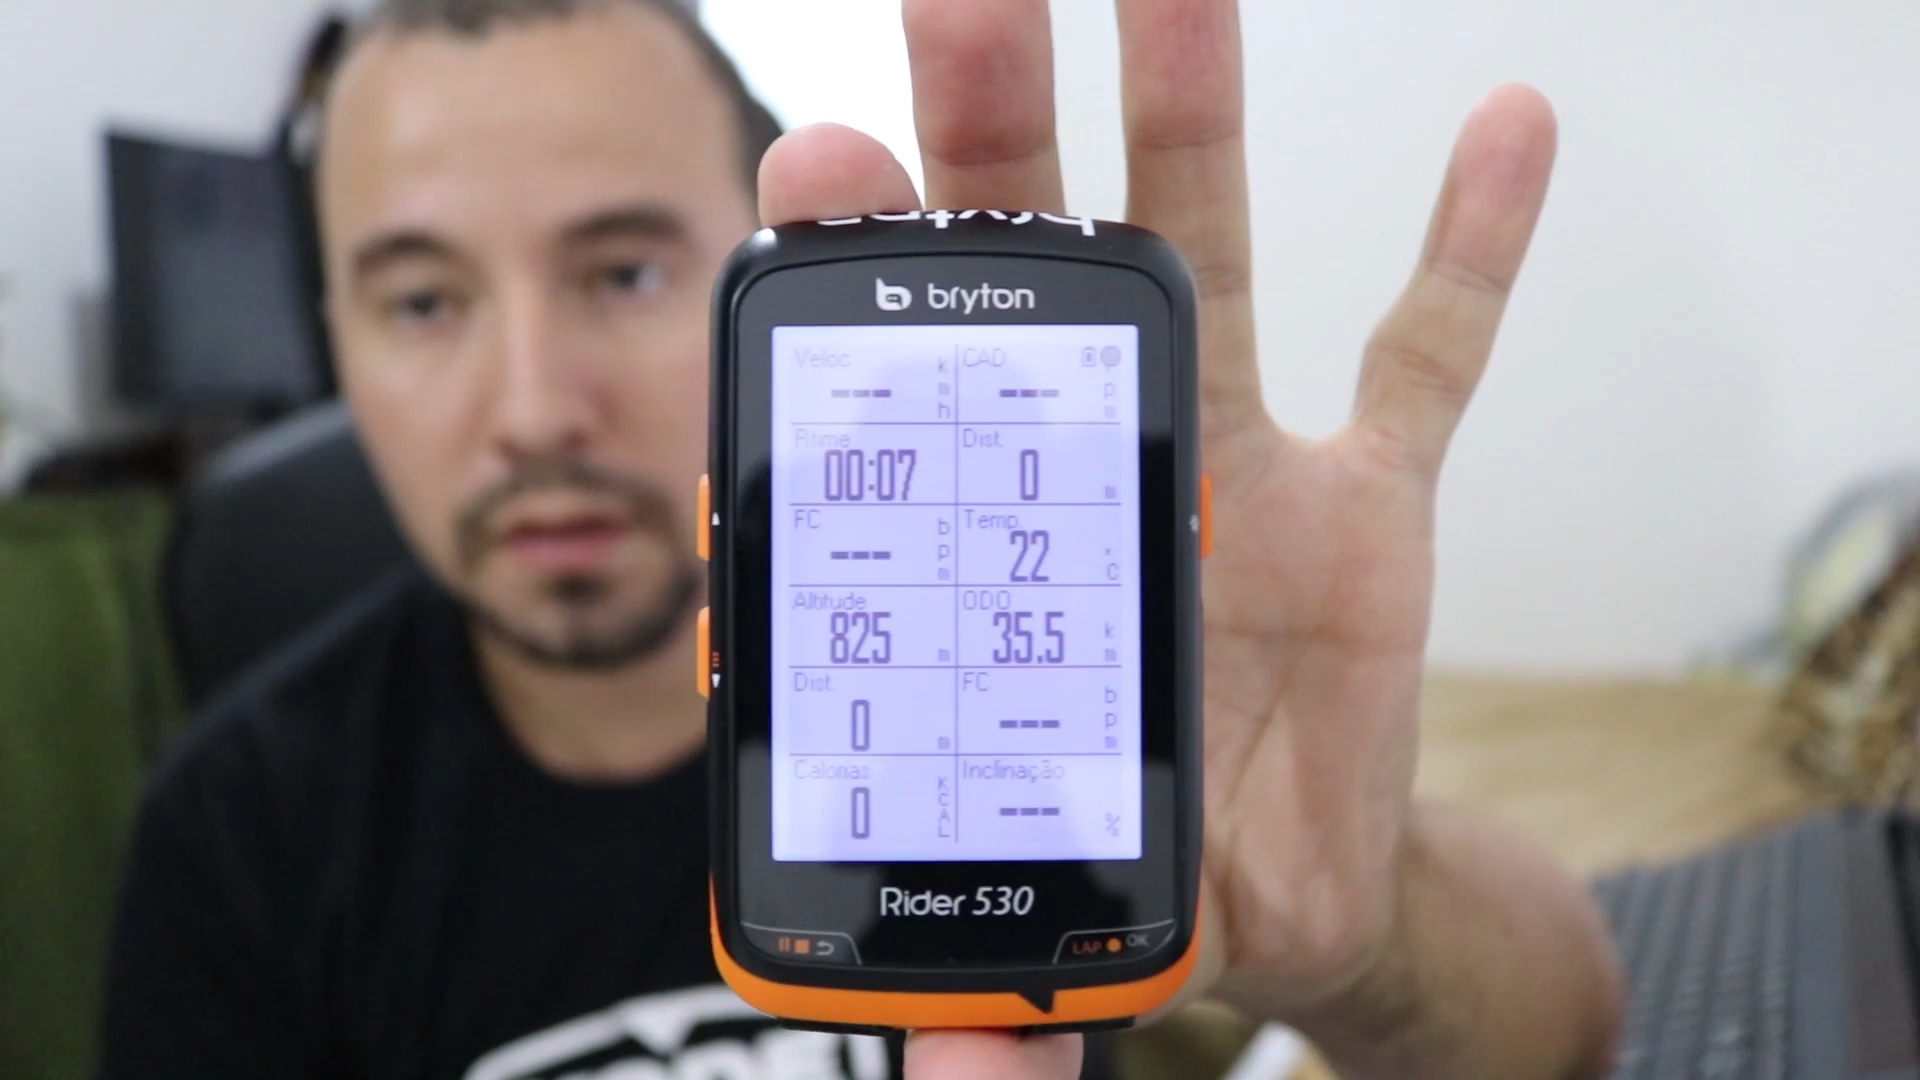 bryton
bryton
Veloc k m h CAD p m
--- ---
Rtime Dist.
00:07 0 m
FC b p m Temp. ° C
--- 22
Altitude ODO
825 m 35.5 k m
Dist. FC
0 m --- b p m
Calorias Inclinação
0 KCAL --- %
Rider 530
LAP OK